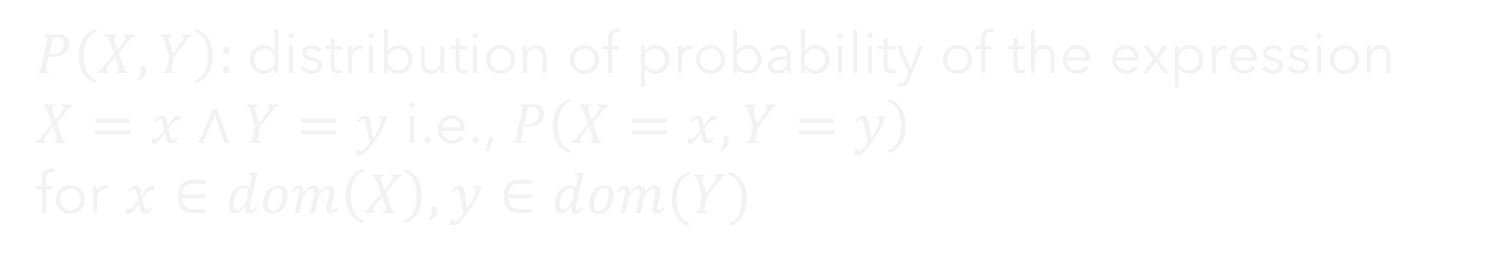 P(X, Y): distribution of probability of the expression
X = x ∧ Y = y i.e., P(X = x, Y = y)
for x ∈ dom(X), y ∈ dom(Y)